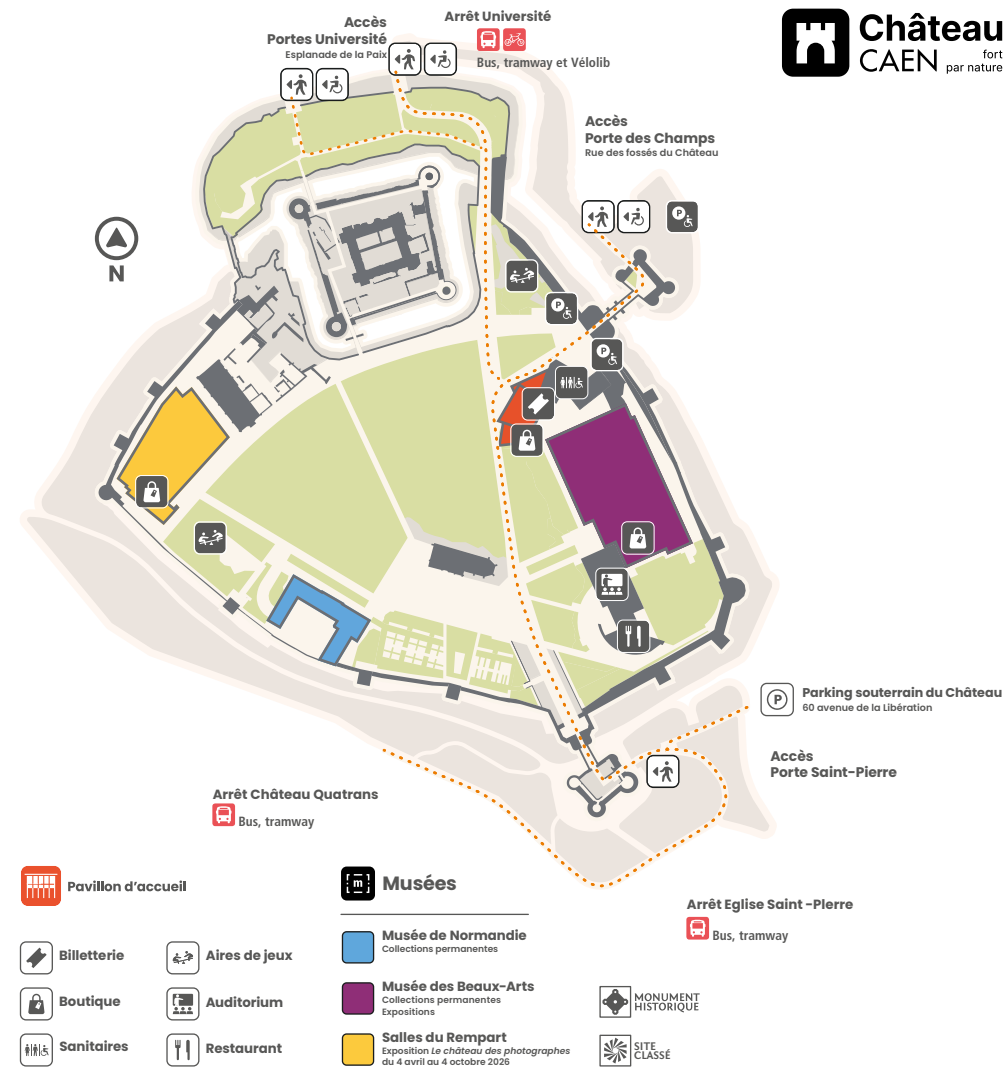 Accès
Portes Université
Esplanade de la Paix
Arrêt Université
Bus, tramway et Vélolib
Château
CAEN
fort
par nature
Accès
Porte des Champs
Rue des fossés du Château
P
N
P
P
P
Parking souterrain du Château
60 avenue de la Libération
Accès
Porte Saint-Pierre
Arrêt Château Quatrans
Bus, tramway
Pavillon d'accueil
m
Musées
Arrêt Eglise Saint -PIerre
Bus, tramway
Billetterie
Aires de jeux
Boutique
Auditorium
Sanitaires
Restaurant
Musée de Normandie
Collections permanentes
Musée des Beaux-Arts
Collections permanentes
Expositions
Salles du Rempart
Exposition Le château des photographes
du 4 avril au 4 octobre 2026
MONUMENT
HISTORIQUE
SITE
CLASSÉ